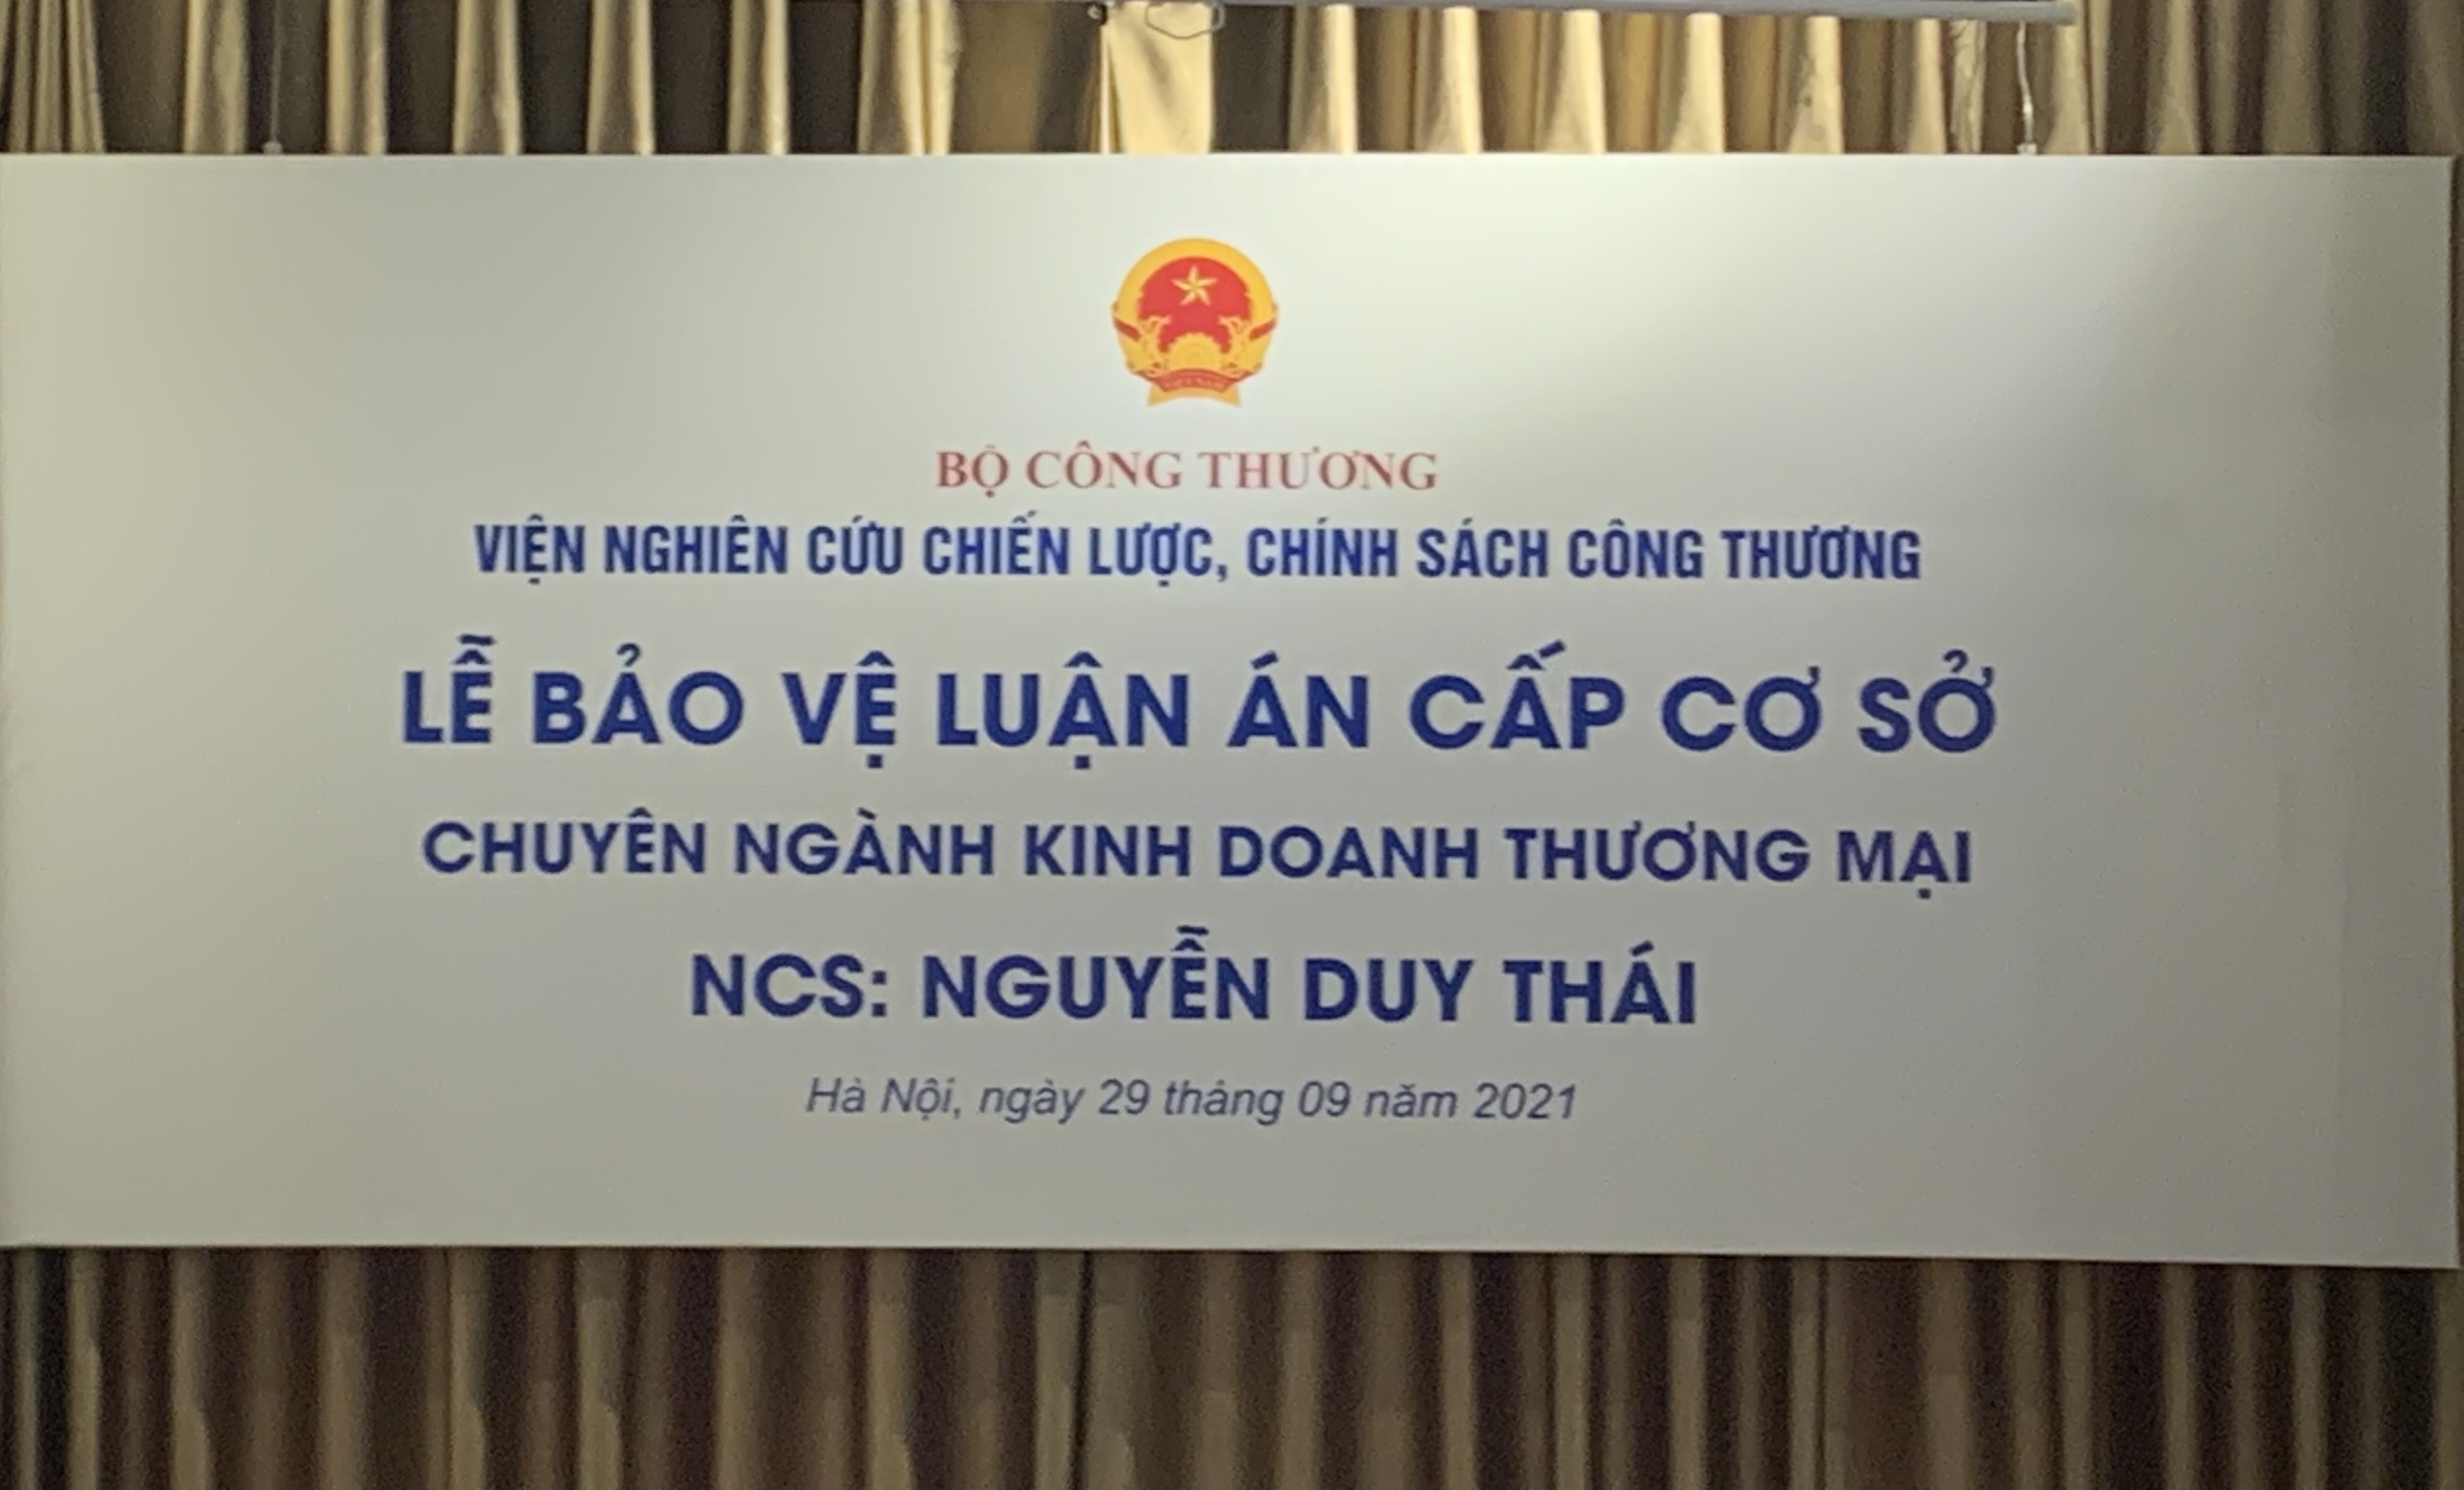 BỘ CÔNG THƯƠNG
VIỆN NGHIÊN CỨU CHIẾN LƯỢC, CHÍNH SÁCH CÔNG THƯƠNG
LỄ BẢO VỆ LUẬN ÁN CẤP CƠ SỞ
CHUYÊN NGÀNH KINH DOANH THƯƠNG MẠI
NCS: NGUYỄN DUY THÁI
Hà Nội, ngày 29 tháng 09 năm 2021